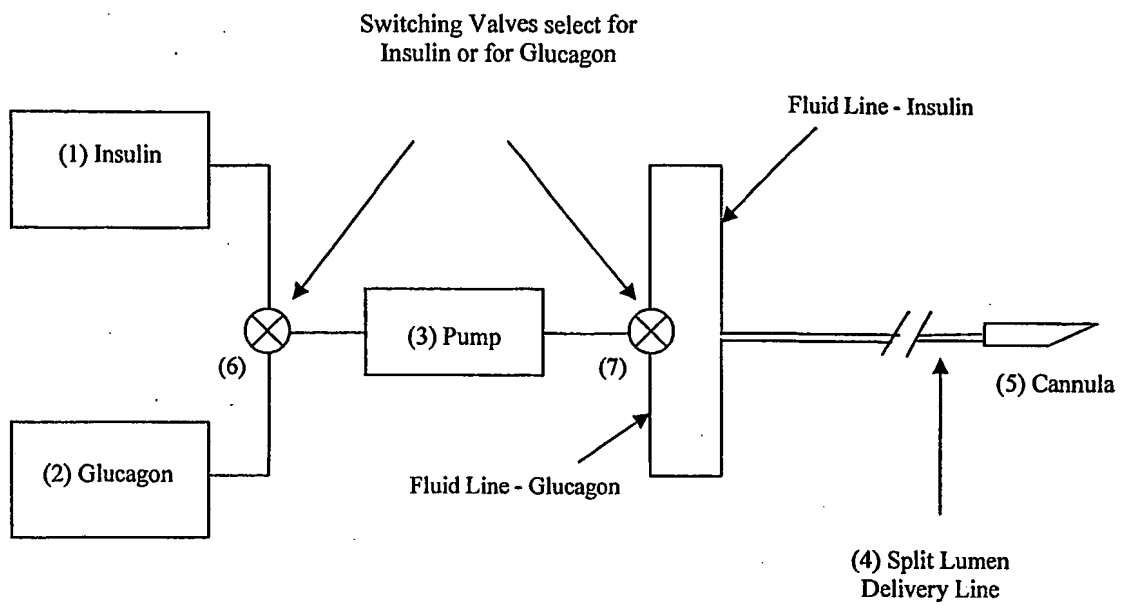 Switching Valves select for
Insulin or for Glucagon
Fluid Line - Insulin
(1) Insulin
(3) Pump
(6)
(7)
(5) Cannula
(2) Glucagon
Fluid Line - Glucagon
(4) Split Lumen
Delivery Line